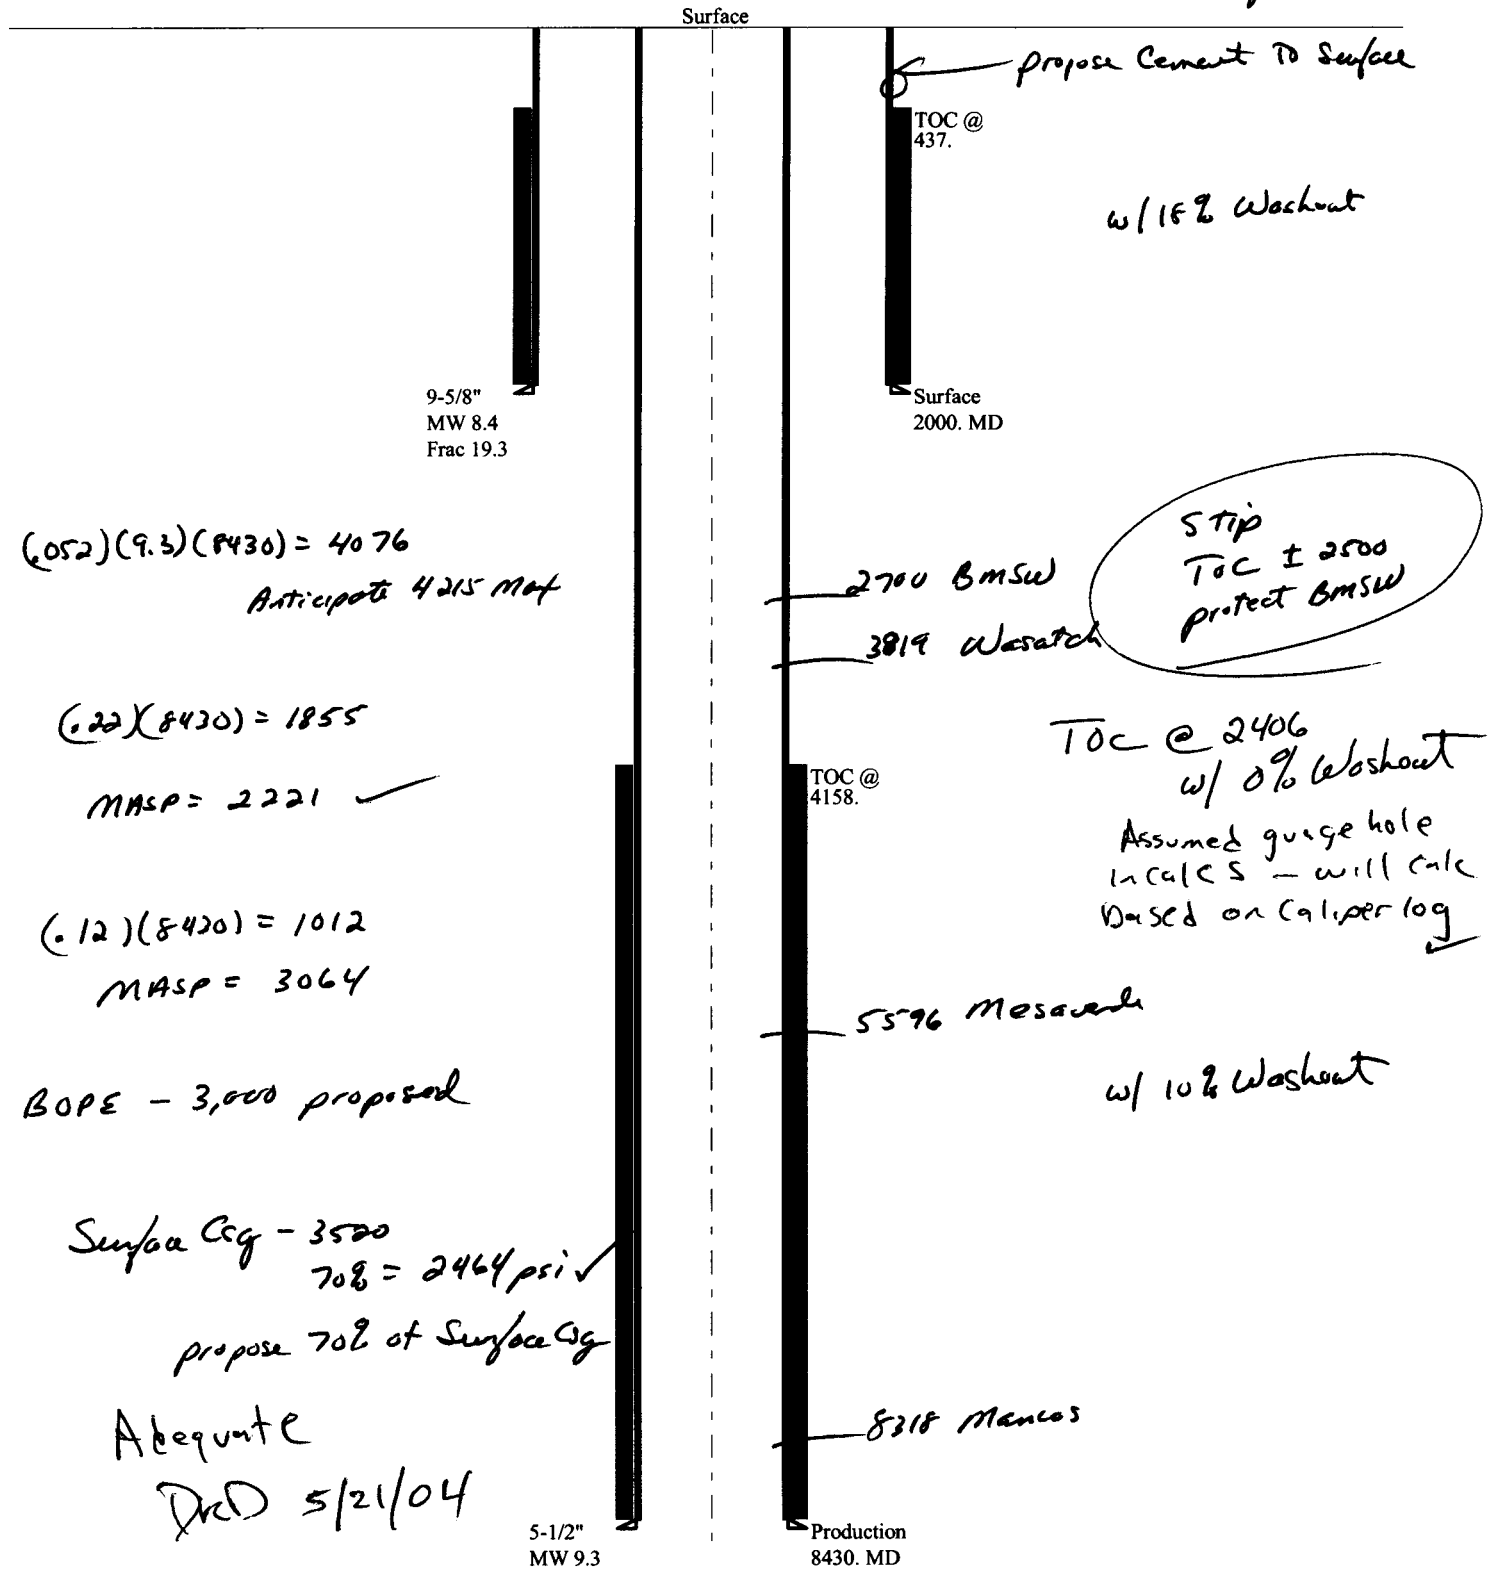 Surface
propose Cement To Surface
TOC @
437.
w/ 18% Washout
9-5/8"
MW 8.4
Frac 19.3
Surface
2000. MD
(.052)(9.3)(8430) = 4076
Anticipate 4215 Max
Stip
TOC ± 2500
protect BMSW
2700 BMSW
3819 Wasatch
(.22)(8430) = 1855
MASP = 2221 ✓
TOC @ 2406
w/ 0% Washout
TOC @
4158.
Assumed guage hole
in calcs - will calc
based on Caliper log
✓
(.12)(8430) = 1012
MASP = 3064
5596 Mesaverde
BOPE - 3,000 proposed
w/ 10% Washout
Surface Csg - 3520
70% = 2464 psi ✓
propose 70% of Surface Csg
8318 Mancos
Adequate
DKD 5/21/04
5-1/2"
MW 9.3
Production
8430. MD